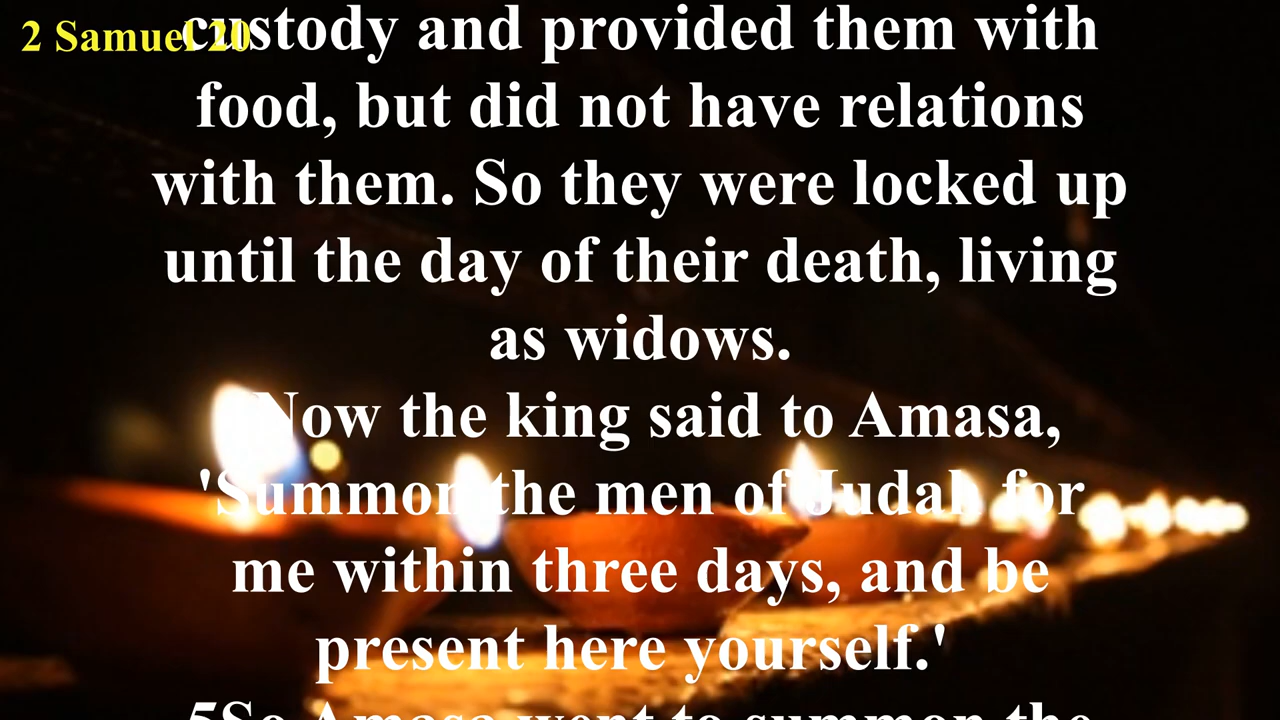 2 Samuel 20
custody and provided them with
food, but did not have relations
with them. So they were locked up
until the day of their death, living
as widows.
Now the king said to Amasa,
'Summon the men of Judah for
me within three days, and be
present here yourself.'
5So Amasa went to summon the